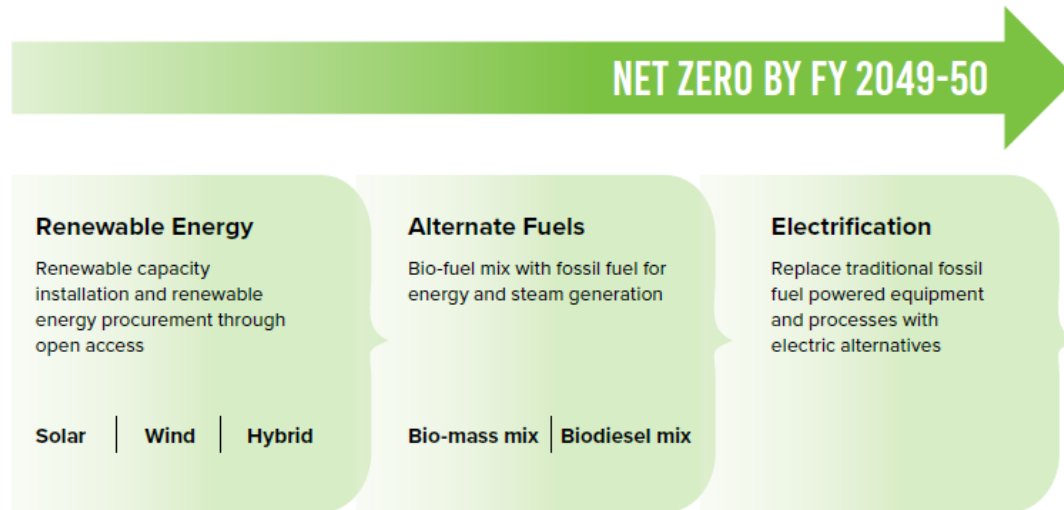 NET ZERO BY FY 2049-50
Renewable Energy
Renewable capacity
installation and renewable
energy procurement through
open access
Solar
Wind
Hybrid
Alternate Fuels
Bio-fuel mix with fossil fuel for
energy and steam generation
Bio-mass mix
Biodiesel mix
Electrification
Replace traditional fossil
fuel powered equipment
and processes with
electric alternatives